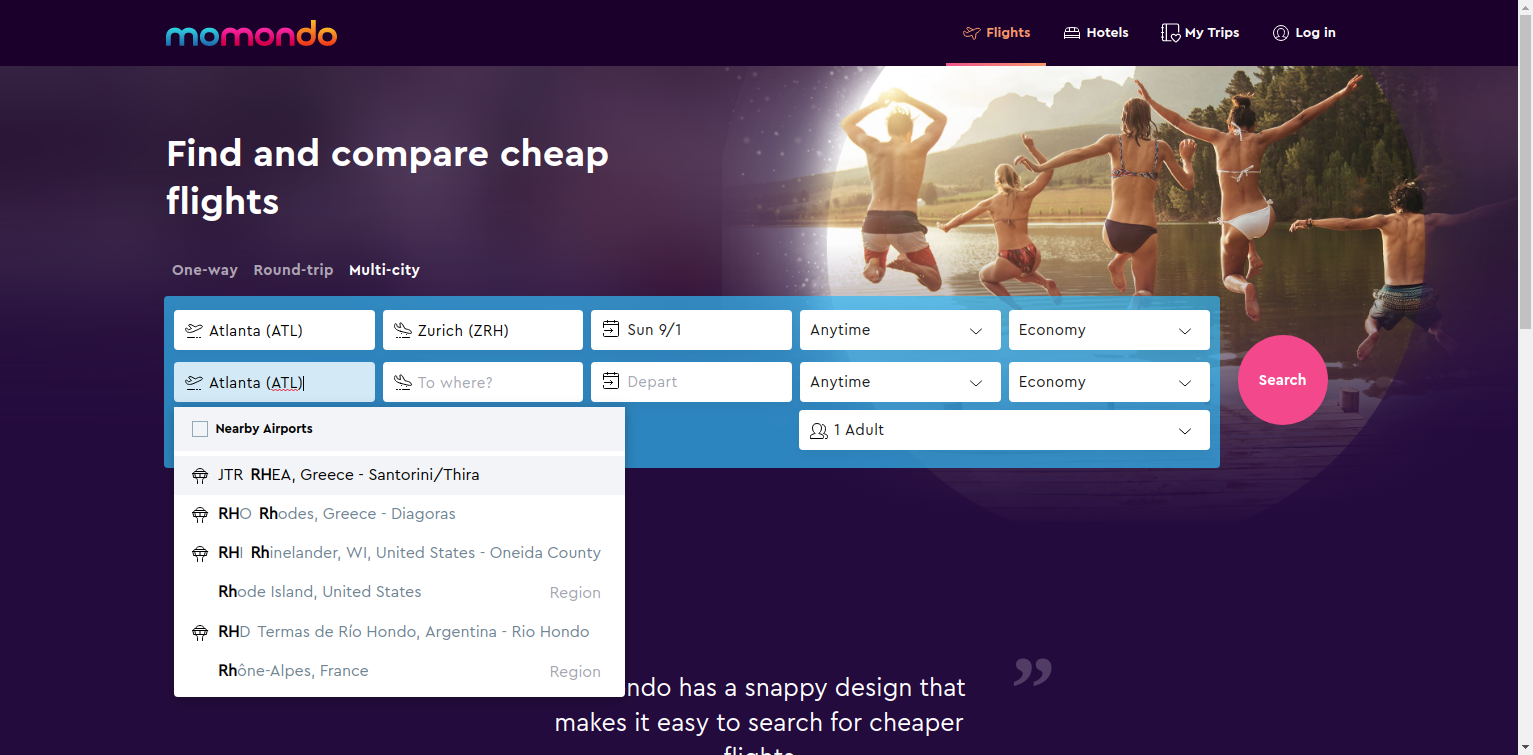 momondo
Flights
Hotels
My Trips
Log in
Find and compare cheap
flights
One-way Round-trip Multi-city
Atlanta (ATL) Zurich (ZRH) Sun 9/1 Anytime Economy
Atlanta (ATL) To where? Depart Anytime Economy
Search
1 Adult
Nearby Airports
JTR RHEA, Greece - Santorini/Thira
RHO Rhodes, Greece - Diagoras
RHI Rhinelander, WI, United States - Oneida County
Rhode Island, United States Region
RHD Termas de Río Hondo, Argentina - Rio Hondo
Rhône-Alpes, France Region
ndo has a snappy design that
makes it easy to search for cheaper
flights